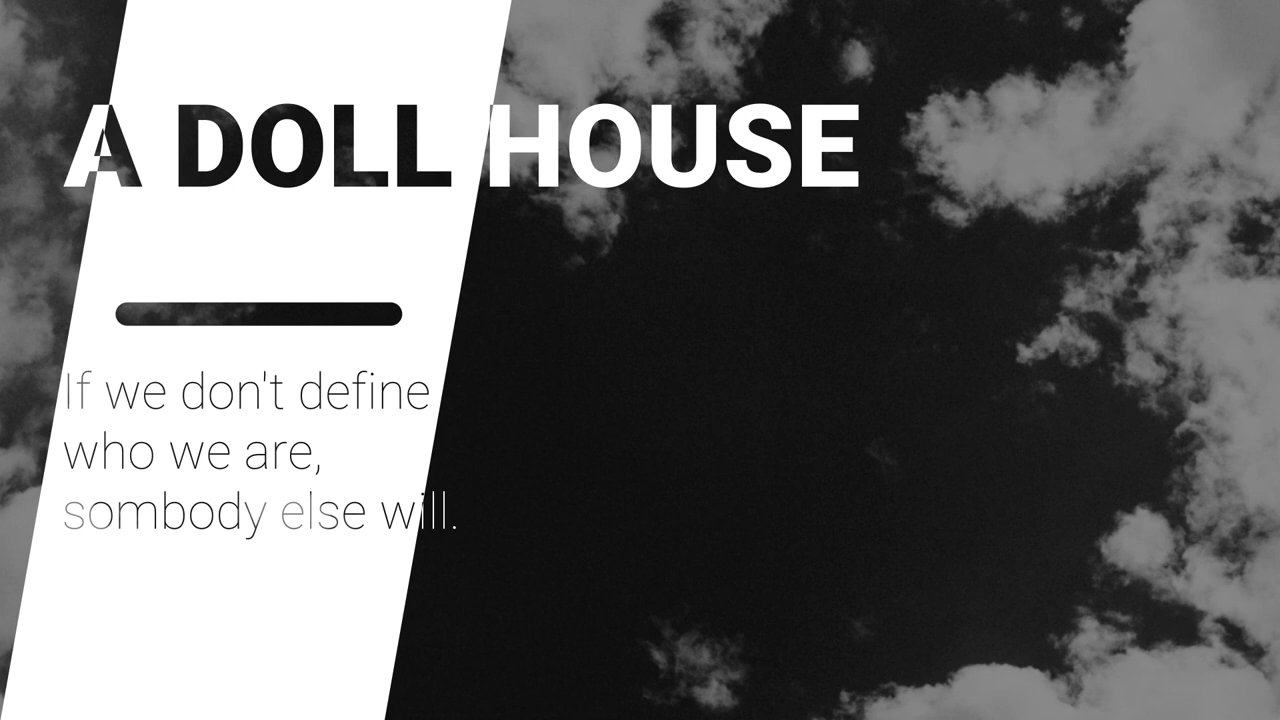 A DOLL HOUSE
If we don't define
who we are,
sombody else will.